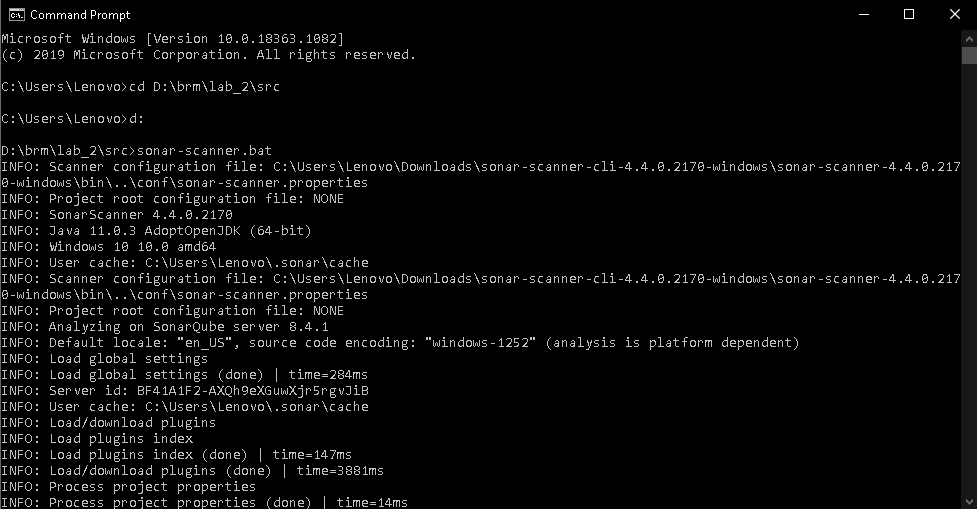 Command Prompt
Microsoft Windows [Version 10.0.18363.1082]
(c) 2019 Microsoft Corporation. All rights reserved.
C:\Users\Lenovo>cd D:\brm\lab_2\src
C:\Users\Lenovo>d:
D:\brm\lab_2\src>sonar-scanner.bat
INFO: Scanner configuration file: C:\Users\Lenovo\Downloads\sonar-scanner-cli-4.4.0.2170-windows\sonar-scanner-4.4.0.217
0-windows\bin\..\conf\sonar-scanner.properties
INFO: Project root configuration file: NONE
INFO: SonarScanner 4.4.0.2170
INFO: Java 11.0.3 AdoptOpenJDK (64-bit)
INFO: Windows 10 10.0 amd64
INFO: User cache: C:\Users\Lenovo\.sonar\cache
INFO: Scanner configuration file: C:\Users\Lenovo\Downloads\sonar-scanner-cli-4.4.0.2170-windows\sonar-scanner-4.4.0.217
0-windows\bin\..\conf\sonar-scanner.properties
INFO: Project root configuration file: NONE
INFO: Analyzing on SonarQube server 8.4.1
INFO: Default locale: "en_US", source code encoding: "windows-1252" (analysis is platform dependent)
INFO: Load global settings
INFO: Load global settings (done) | time=284ms
INFO: Server id: BF41A1F2-AXQh9eXGuwXjr5rgvJiB
INFO: User cache: C:\Users\Lenovo\.sonar\cache
INFO: Load/download plugins
INFO: Load plugins index
INFO: Load plugins index (done) | time=147ms
INFO: Load/download plugins (done) | time=3881ms
INFO: Process project properties
INFO: Process project properties (done) | time=14ms